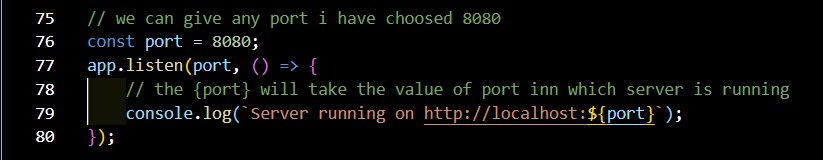 75 // we can give any port i have choosed 8080
76 const port = 8080;
77 app.listen(port, () => {
78 // the {port} will take the value of port inn which server is running
79 console.log(`Server running on http://localhost:${port}`);
80 });